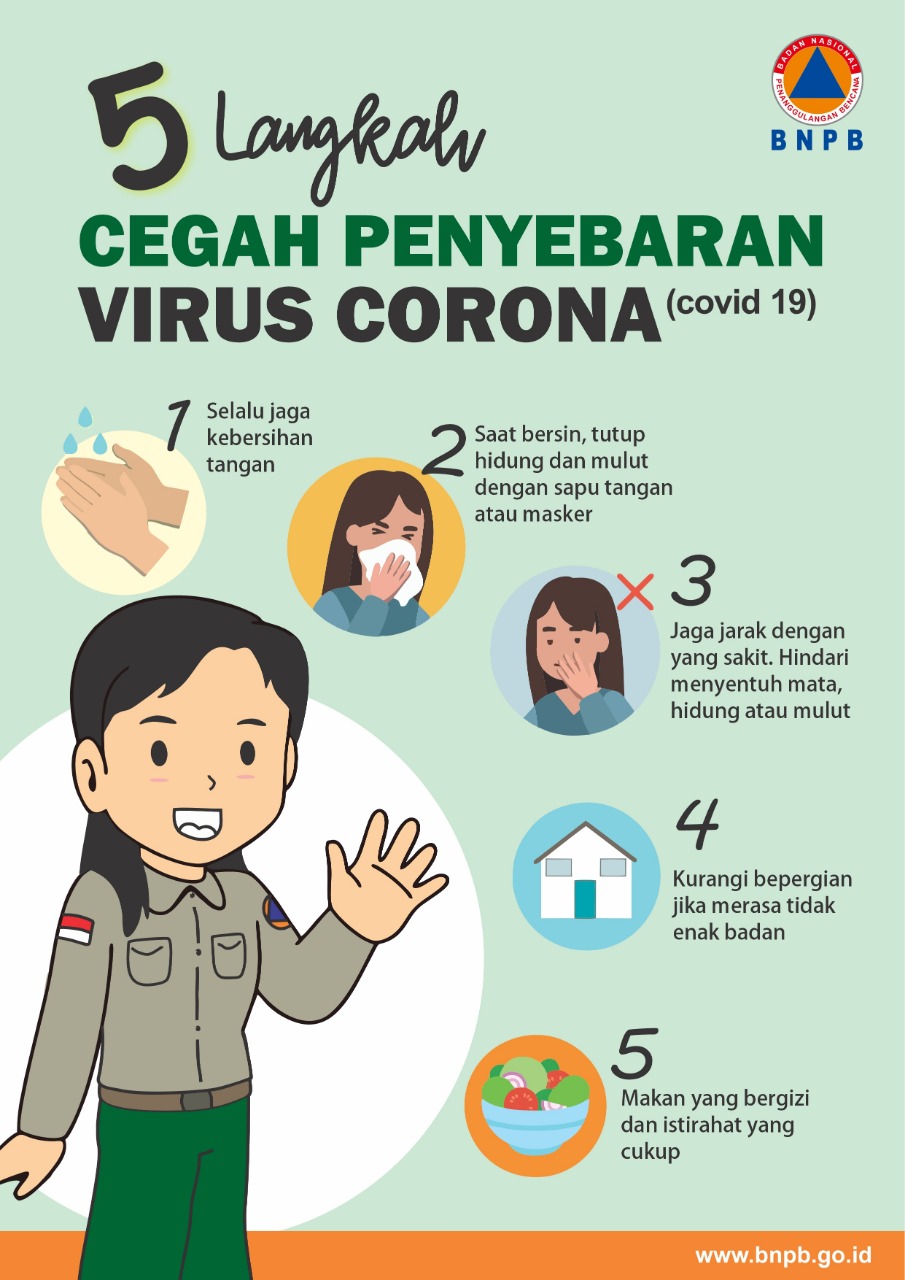 5 Langkah
BADAN NASIONAL
PENANGGULANGAN BENCANA
BNPB
CEGAH PENYEBARAN
VIRUS CORONA (covid 19)
1
Selalu jaga
kebersihan
tangan
2
Saat bersin, tutup
hidung dan mulut
dengan sapu tangan
atau masker
3
Jaga jarak dengan
yang sakit. Hindari
menyentuh mata,
hidung atau mulut
4
Kurangi bepergian
jika merasa tidak
enak badan
5
Makan yang bergizi
dan istirahat yang
cukup
www.bnpb.go.id